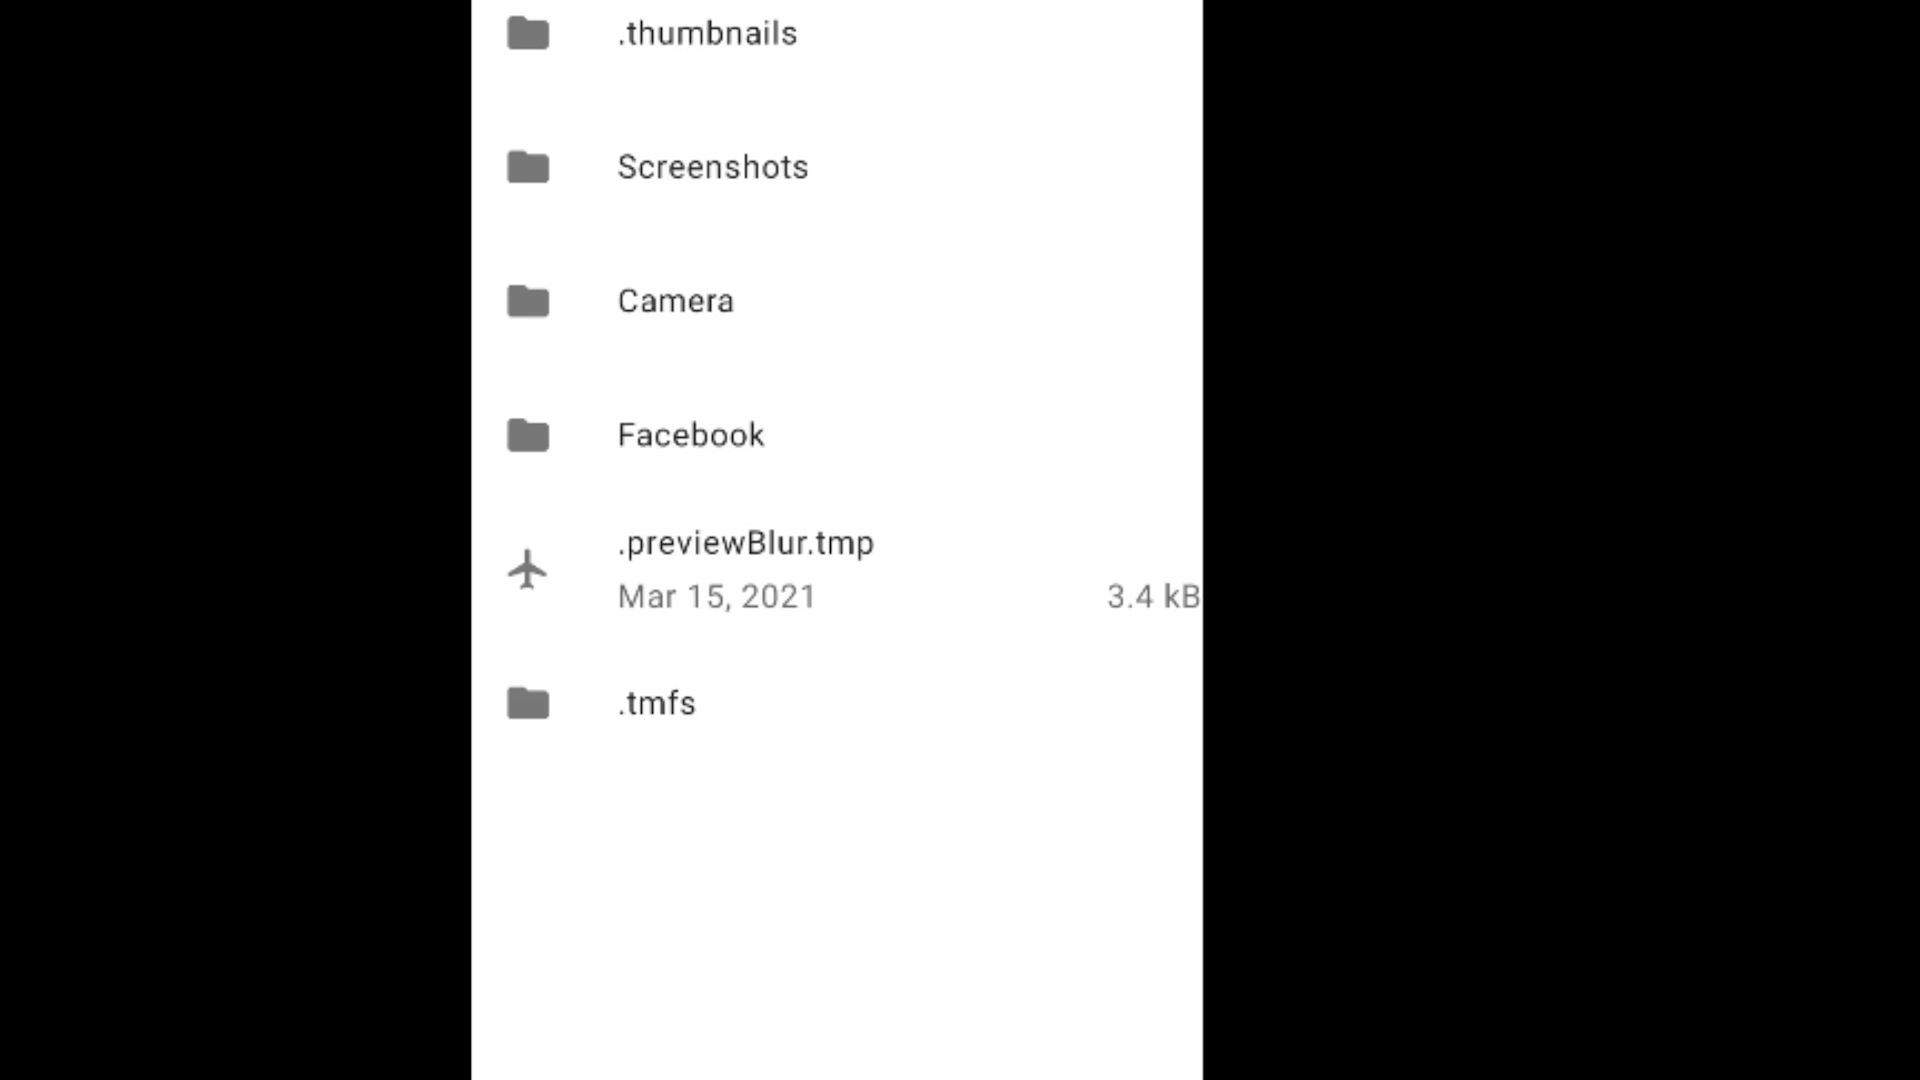 .thumbnails
Screenshots
Camera
Facebook
.previewBlur.tmp
Mar 15, 2021 3.4 kB
.tmfs